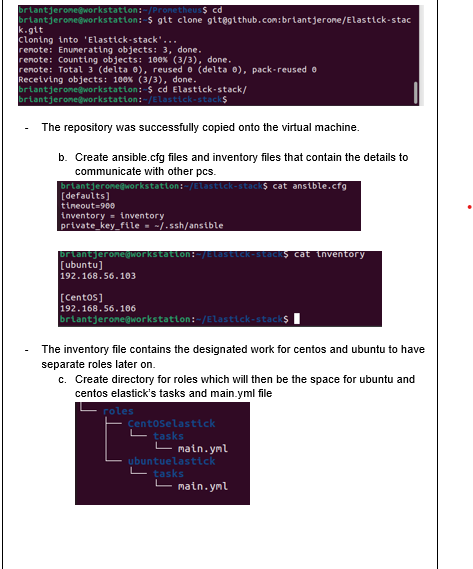 briantjerome@workstation:~/Prometheus$ cd
briantjerome@workstation:~$ git clone git@github.com:briantjerome/Elastick-stac
k.git
Cloning into 'Elastick-stack'...
remote: Enumerating objects: 3, done.
remote: Counting objects: 100% (3/3), done.
remote: Total 3 (delta 0), reused 0 (delta 0), pack-reused 0
Receiving objects: 100% (3/3), done.
briantjerome@workstation:~$ cd Elastick-stack/
briantjerome@workstation:~/Elastick-stack$
- The repository was successfully copied onto the virtual machine.
b. Create ansible.cfg files and inventory files that contain the details to
communicate with other pcs.
briantjerome@workstation:~/Elastick-stack$ cat ansible.cfg
[defaults]
timeout=900
inventory = inventory
private_key_file = ~/.ssh/ansible
briantjerome@workstation:~/Elastick-stack$ cat inventory
[ubuntu]
192.168.56.103
[CentOS]
192.168.56.106
briantjerome@workstation:~/Elastick-stack$
- The inventory file contains the designated work for centos and ubuntu to have
separate roles later on.
c. Create directory for roles which will then be the space for ubuntu and
centos elastick's tasks and main.yml file
roles
CentOSelastick
tasks
main.yml
ubuntuelastick
tasks
main.yml